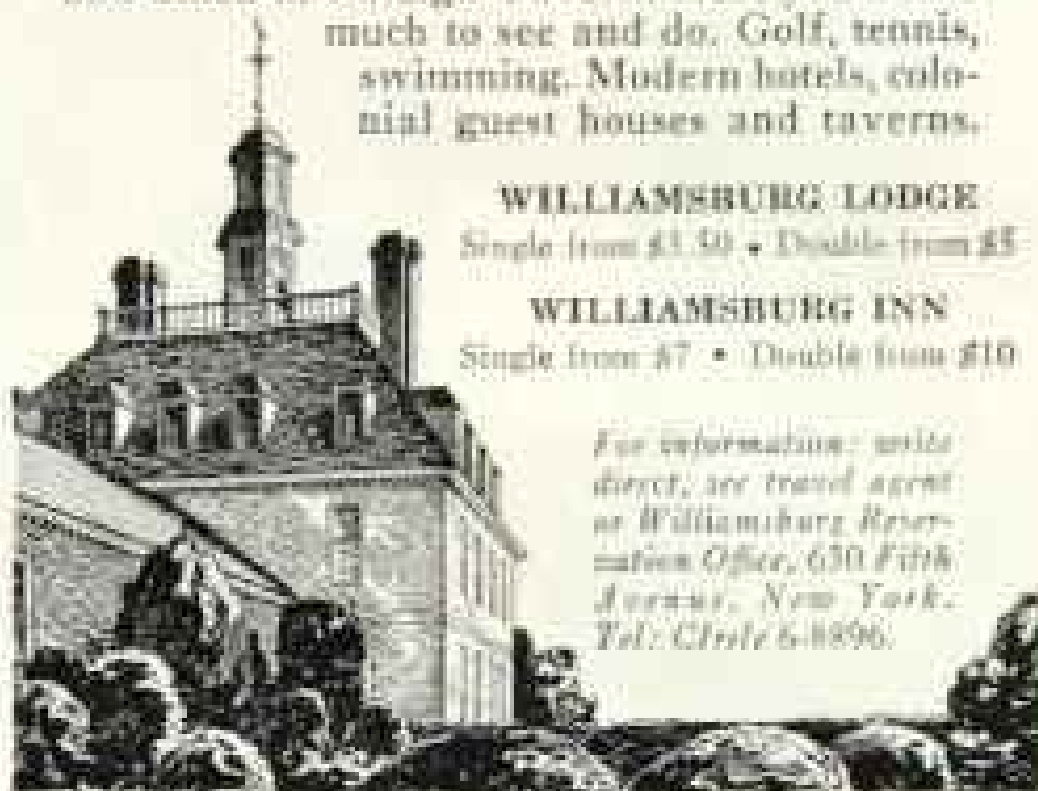 much to see and do. Golf, tennis,
swimming. Modern hotels, colo-
nial guest houses and taverns.
WILLIAMSBURG LODGE
Single from $3.50 • Double from $5
WILLIAMSBURG INN
Single from $7 • Double from $10
For information: write
direct, see travel agent
or Williamsburg Reser-
vation Office, 630 Fifth
Avenue, New York.
Tel: CIrcle 6-8896.